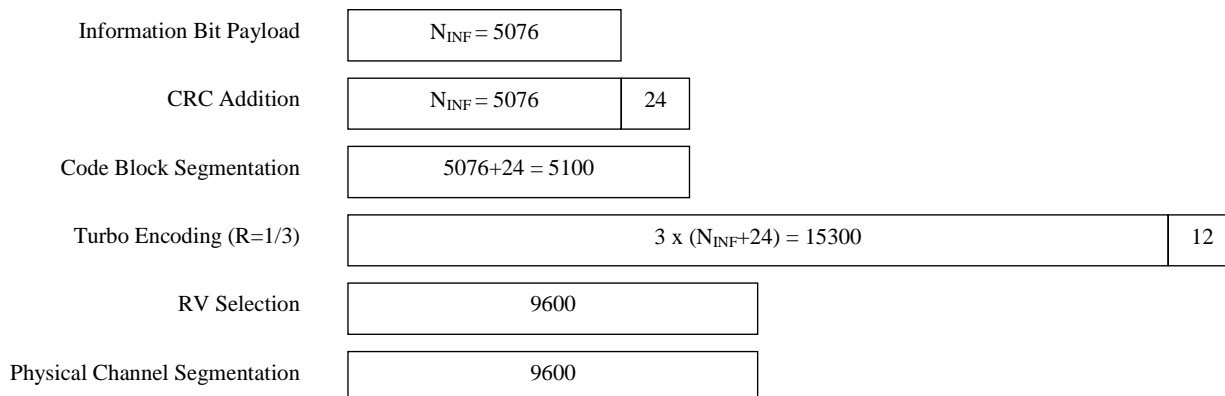 Information Bit Payload
N_INF = 5076
CRC Addition
N_INF = 5076 24
Code Block Segmentation
5076+24 = 5100
Turbo Encoding (R=1/3)
3 x (N_INF+24) = 15300 12
RV Selection
9600
Physical Channel Segmentation
9600